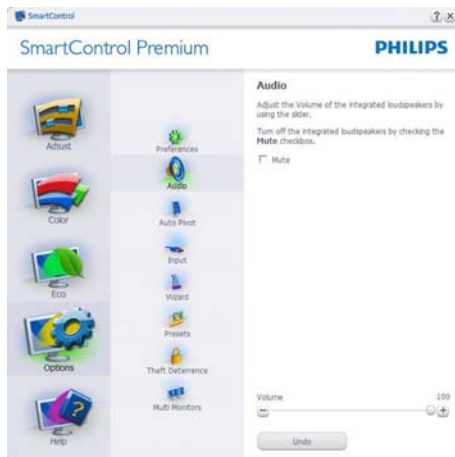 SmartControl
SmartControl Premium
PHILIPS
Adjust
Color
Eco
Options
Help
Preferences
Audio
Auto Pivot
Input
Wizard
Presets
Theft Deterrence
Multi Monitors
Audio
Adjust the Volume of the integrated loudspeakers by
using the slider.
Turn off the integrated loudspeakers by checking the
Mute checkbox.
Mute
Volume 100
Undo